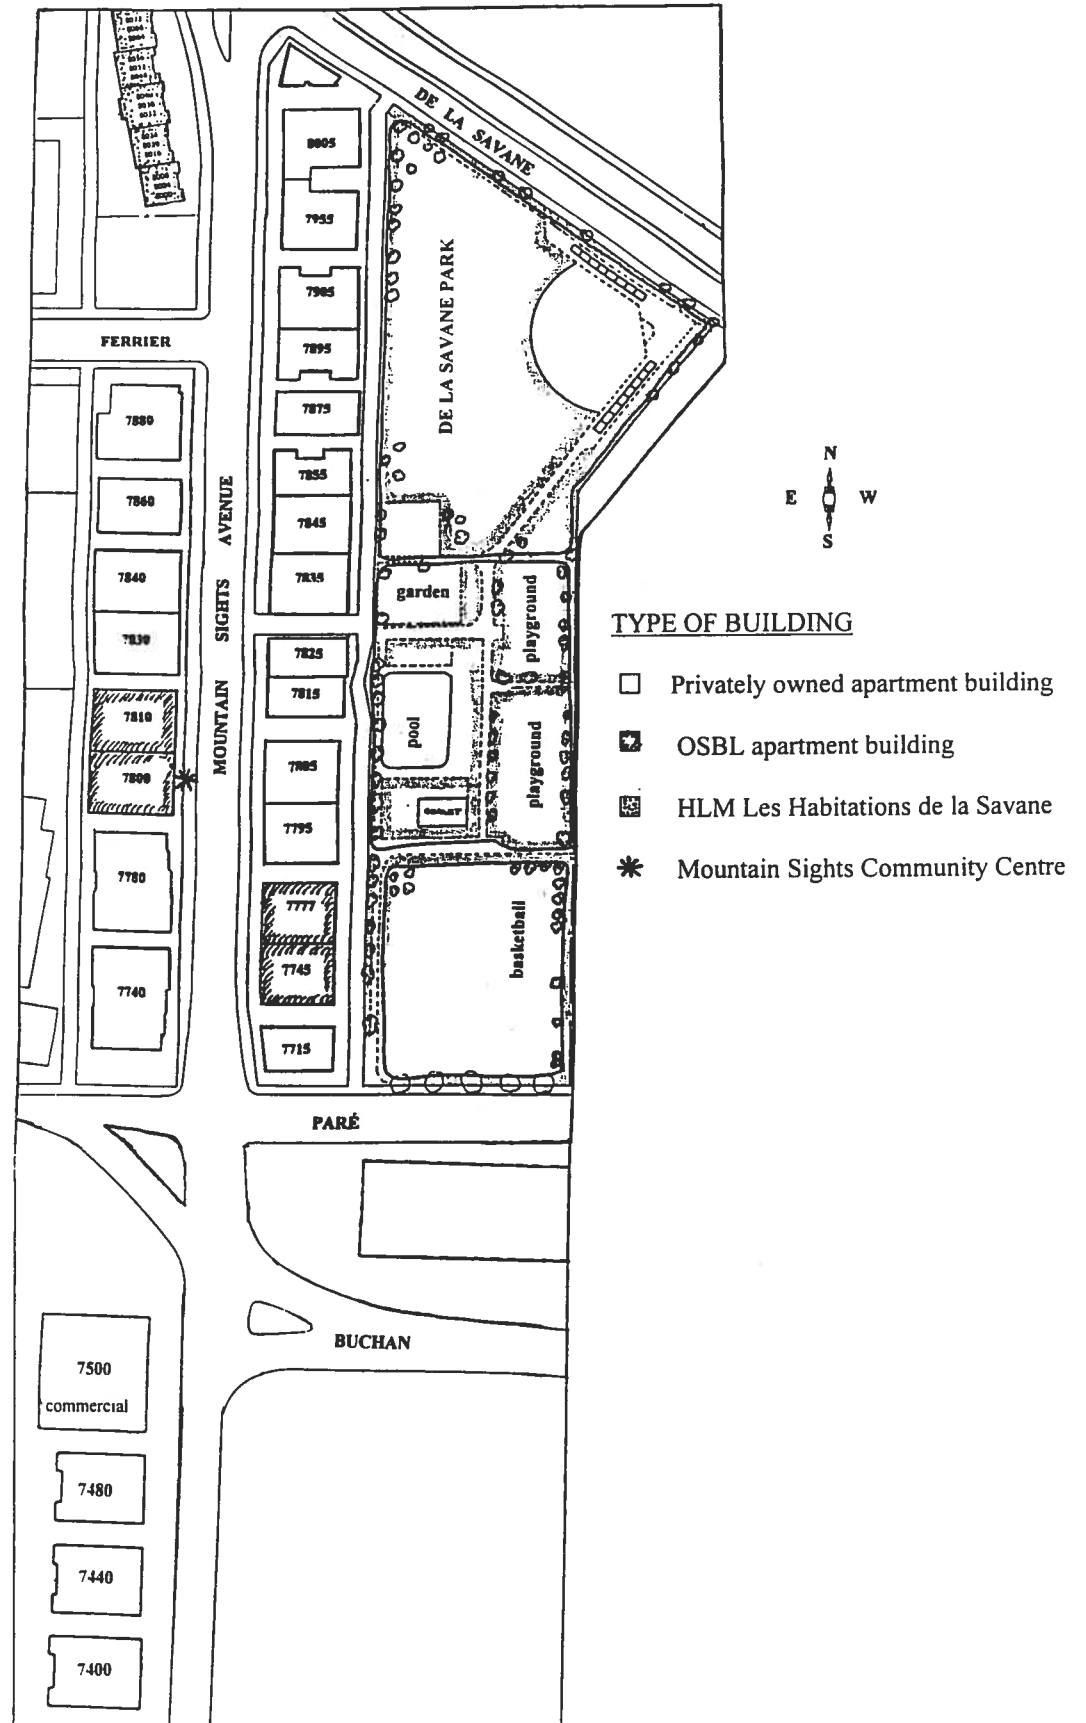 DE LA SAVANE
8005
7955
DE LA SAVANE PARK
7905
FERRIER
7895
7880
7875
N
E W
S
7855
7860
MOUNTAIN SIGHTS AVENUE
7845
7840
7835
garden
playground
TYPE OF BUILDING
7830
7825
Privately owned apartment building
7815
7810
pool
OSBL apartment building
7800
7805
playground
HLM Les Habitations de la Savane
7795
7780
Mountain Sights Community Centre
7777
basketball
7745
7740
7715
PARÉ
BUCHAN
7500
commercial
7480
7440
7400